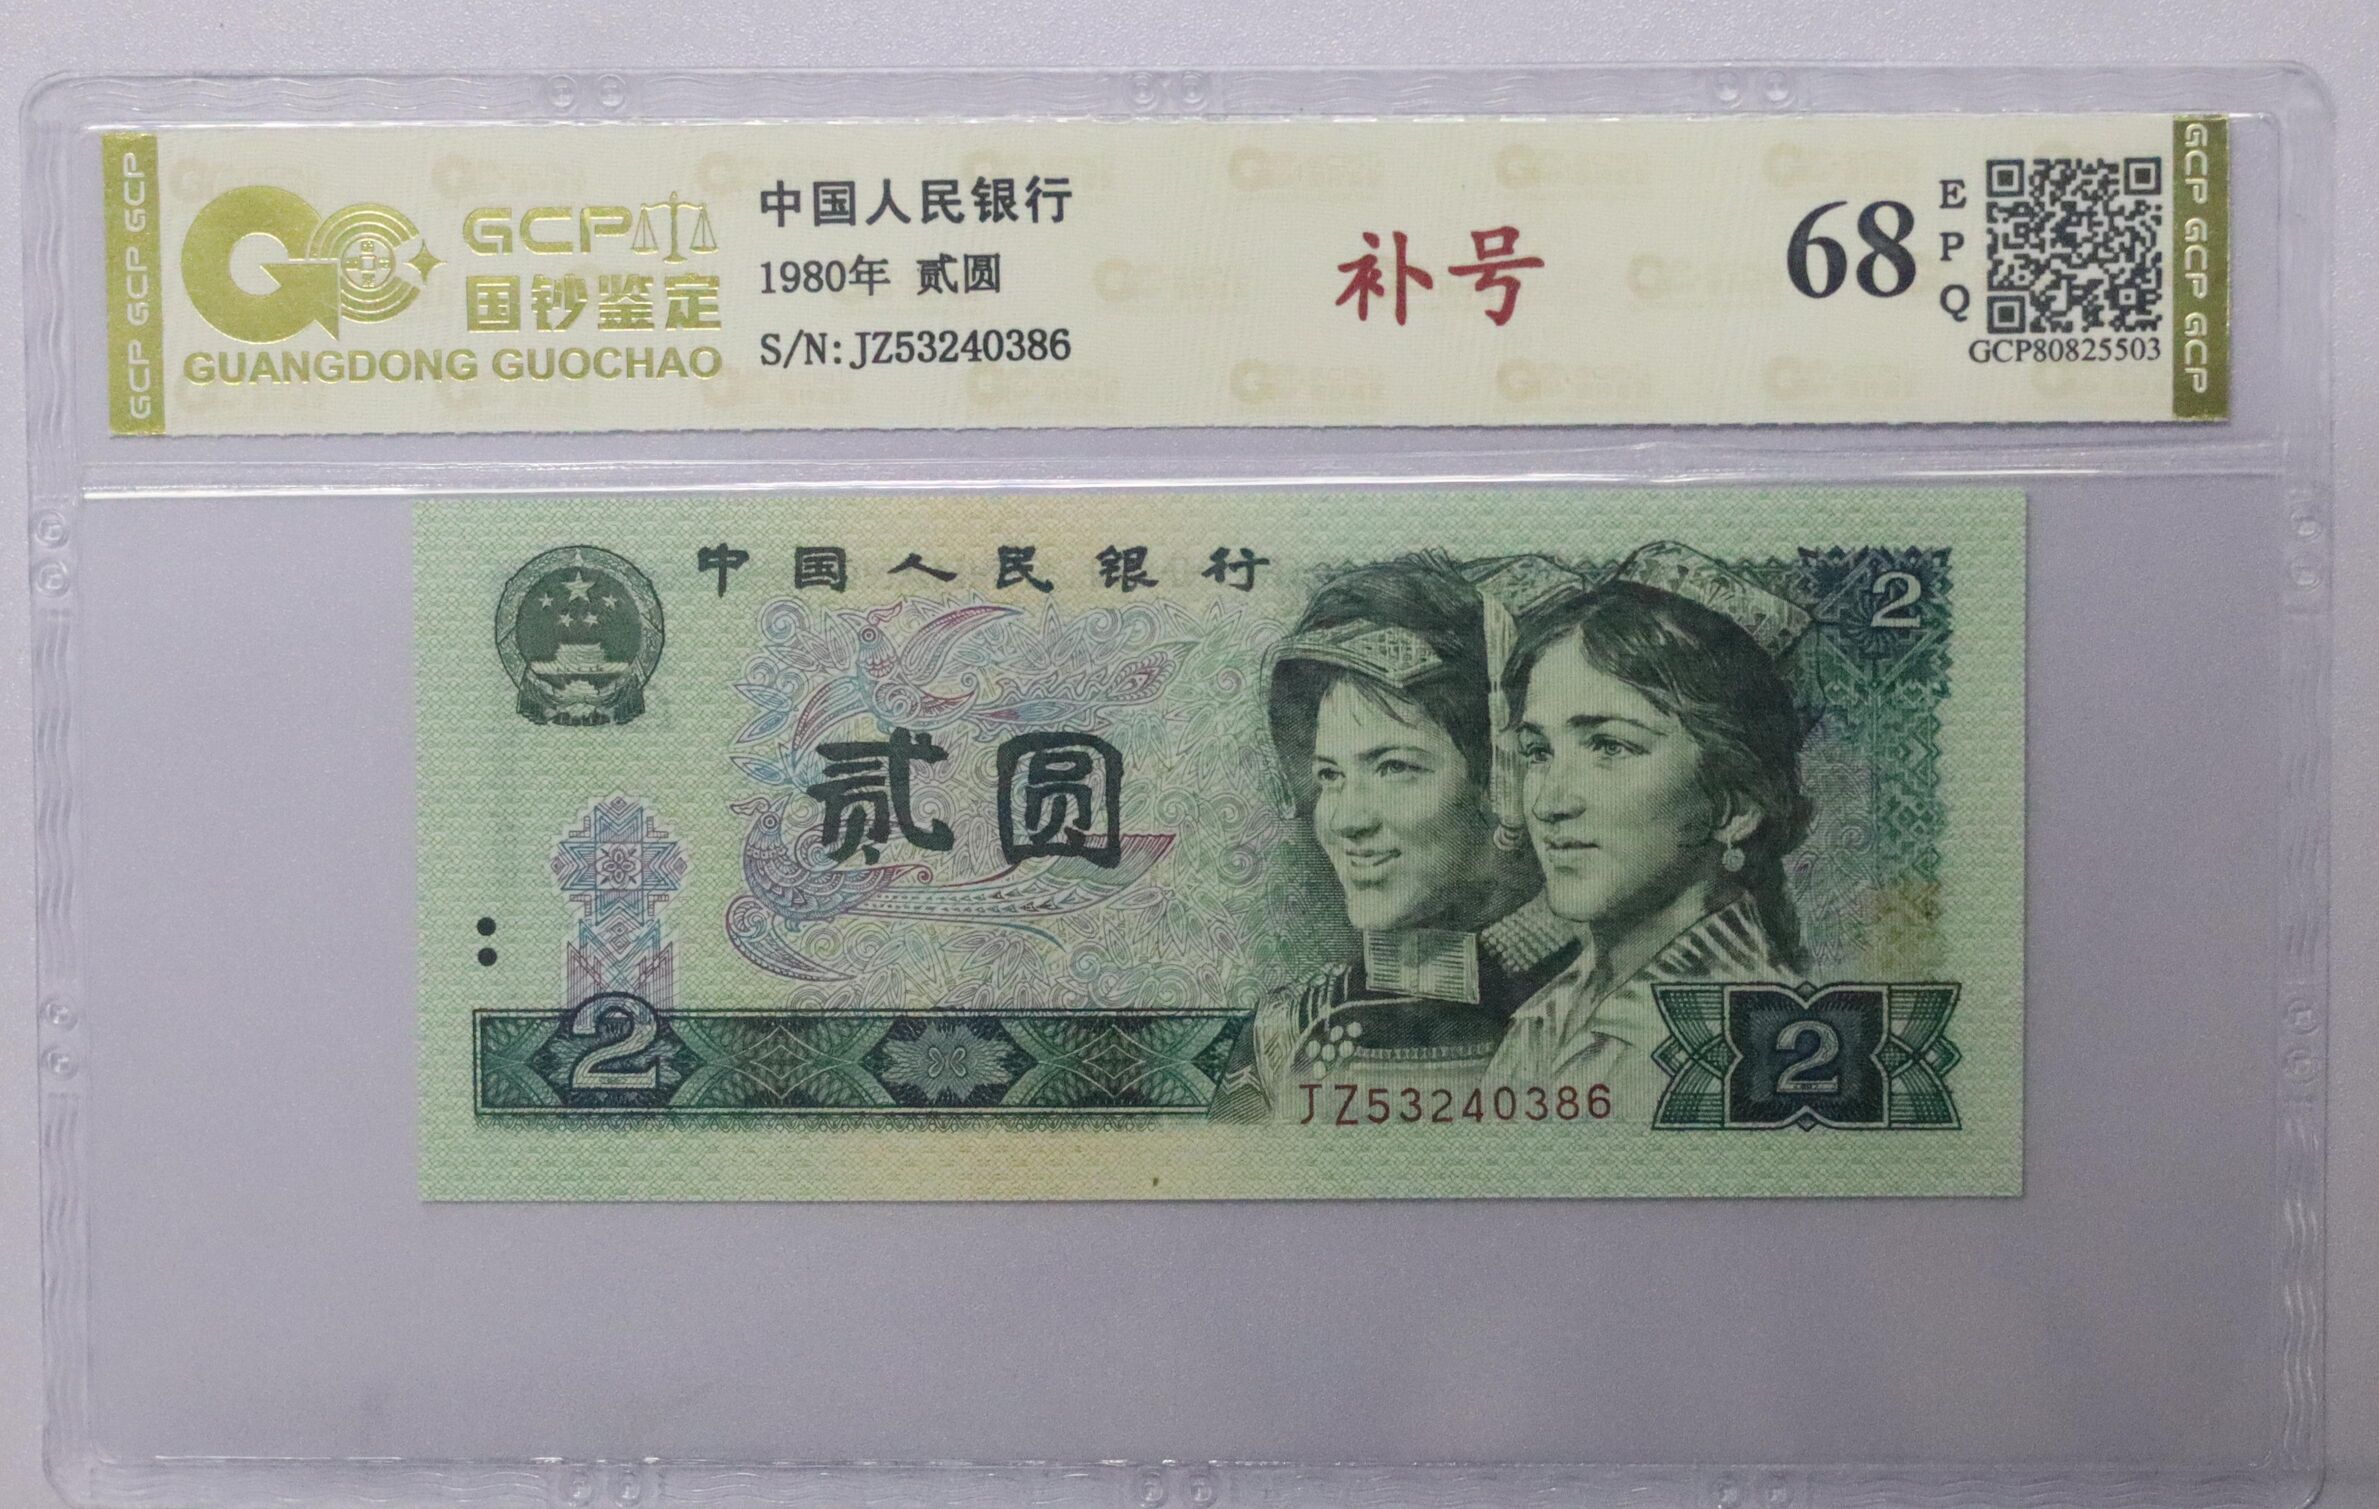 GCP GCP GCP
GCP
国钞鉴定
GUANGDONG GUOCHAO
中国人民银行
1980年 贰圆
S/N: JZ53240386
补号
68
E
P
Q
GCP80825503
GCP GCP GCP
中国人民银行
2
贰圆
2
JZ53240386
2